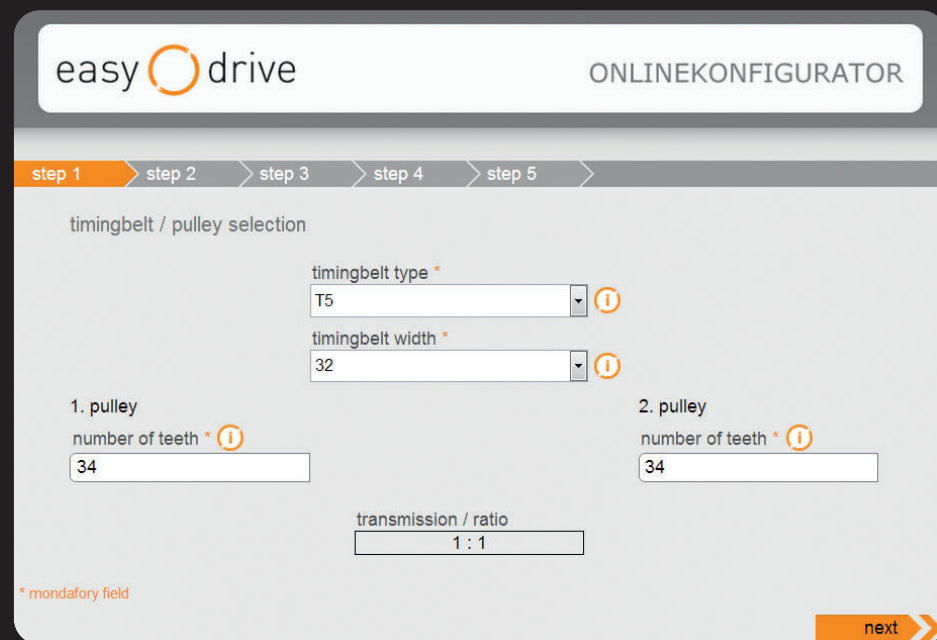 easy drive
ONLINEKONFIGURATOR
step 1 step 2 step 3 step 4 step 5
timingbelt / pulley selection
timingbelt type *
T5
timingbelt width *
32
1. pulley
2. pulley
number of teeth *
number of teeth *
34
34
transmission / ratio
1 : 1
* mondafory field
next